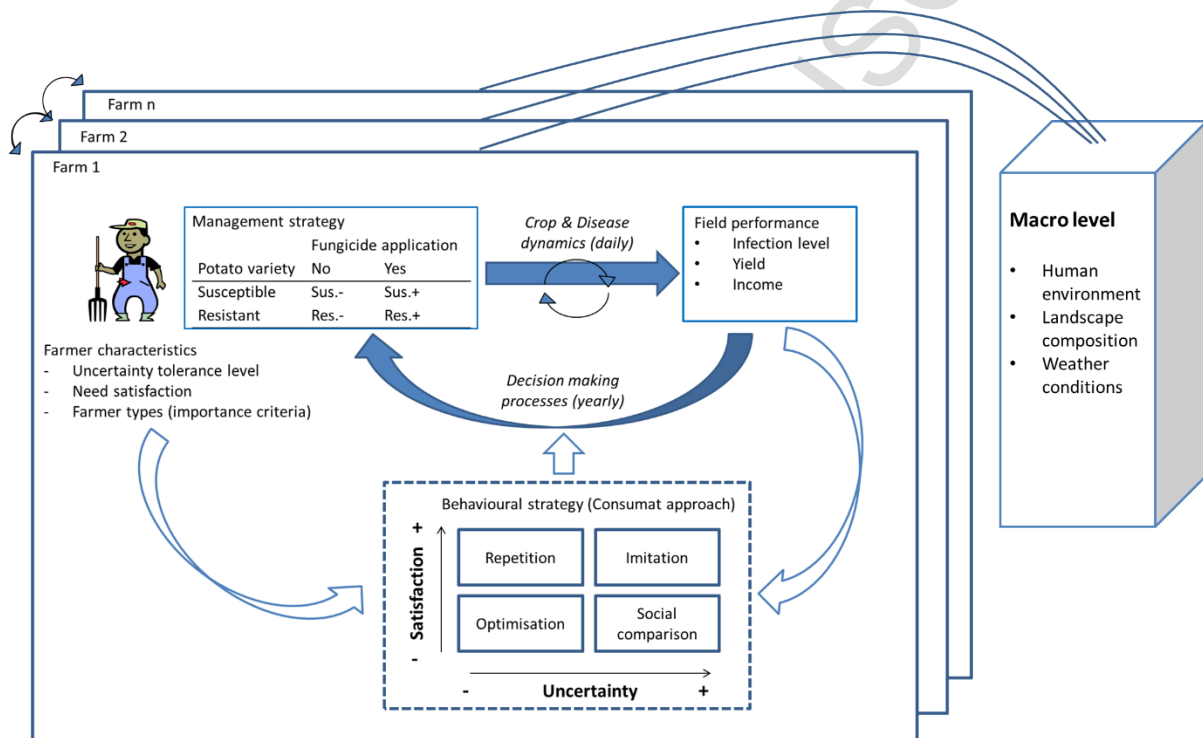 Farm n
Farm 2
Farm 1
Management strategy
Fungicide application
Potato variety No Yes
Susceptible Sus.- Sus.+
Resistant Res.- Res.+
Crop & Disease
dynamics (daily)
Field performance
• Infection level
• Yield
• Income
Macro level
• Human
environment
• Landscape
composition
• Weather
conditions
Farmer characteristics
- Uncertainty tolerance level
- Need satisfaction
- Farmer types (importance criteria)
Decision making
processes (yearly)
Behavioural strategy (Consumat approach)
+
Satisfaction
-
Repetition
Imitation
Optimisation
Social
comparison
- Uncertainty +